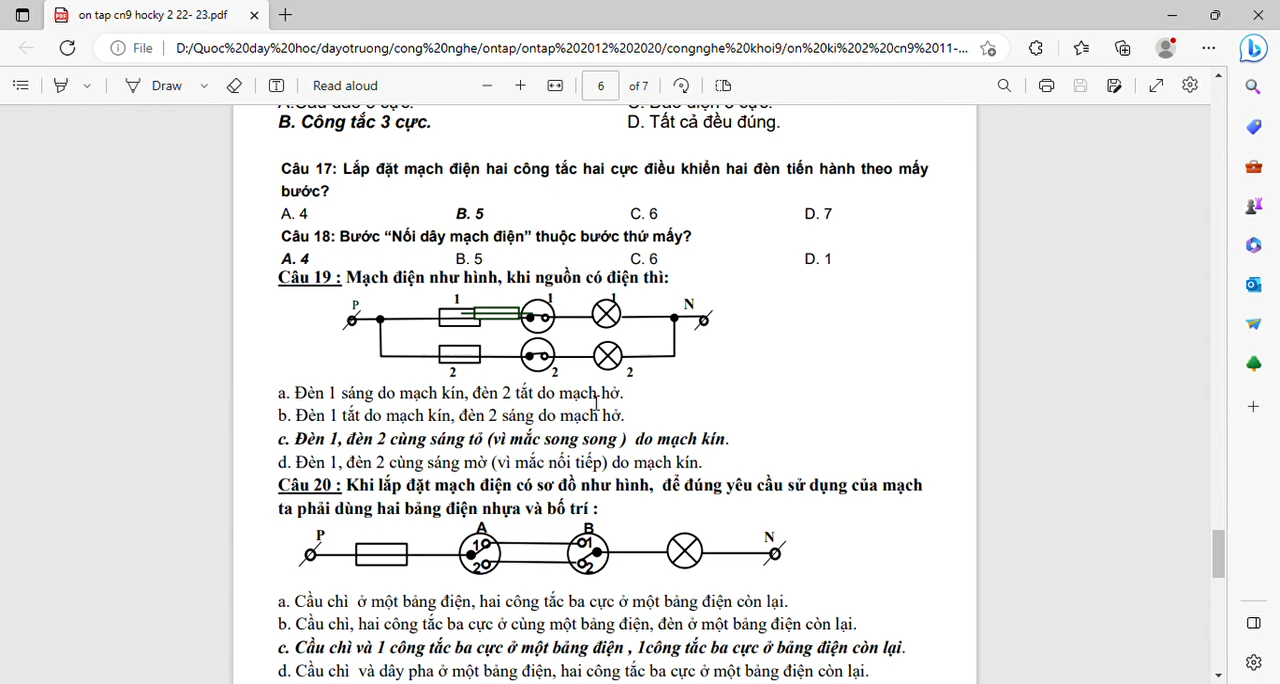 on tap cn9 hocky 2 22- 23.pdf
File D:/Quoc%20day%20hoc/dayotruong/cong%20nghe/ontap/ontap%202012%202020/congnghe%20khoi9/on%20ki%202%20cn9%2011-...
Draw Read aloud 6 of 7
B. Công tắc 3 cực. D. Tất cả đều đúng.
Câu 17: Lắp đặt mạch điện hai công tắc hai cực điều khiển hai đèn tiến hành theo mấy
bước?
A. 4 B. 5 C. 6 D. 7
Câu 18: Bước “Nối dây mạch điện” thuộc bước thứ mấy?
A. 4 B. 5 C. 6 D. 1
Câu 19 : Mạch điện như hình, khi nguồn có điện thì:
P 1 1 1 N
2 2 2
a. Đèn 1 sáng do mạch kín, đèn 2 tắt do mạch hở.
b. Đèn 1 tắt do mạch kín, đèn 2 sáng do mạch hở.
c. Đèn 1, đèn 2 cùng sáng tỏ (vì mắc song song ) do mạch kín.
d. Đèn 1, đèn 2 cùng sáng mờ (vì mắc nối tiếp) do mạch kín.
Câu 20 : Khi lắp đặt mạch điện có sơ đồ như hình, để đúng yêu cầu sử dụng của mạch
ta phải dùng hai bảng điện nhựa và bố trí :
P A B N
1 1
2 2
a. Cầu chì ở một bảng điện, hai công tắc ba cực ở một bảng điện còn lại.
b. Cầu chì, hai công tắc ba cực ở cùng một bảng điện, đèn ở một bảng điện còn lại.
c. Cầu chì và 1 công tắc ba cực ở một bảng điện , 1công tắc ba cực ở bảng điện còn lại.
d. Cầu chì và dây pha ở một bảng điện, hai công tắc ba cực ở một bảng điện còn lại.